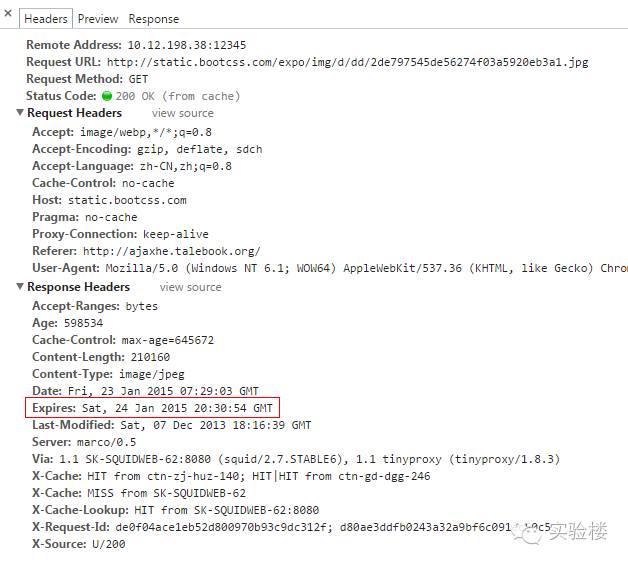 × Headers Preview Response
Remote Address: 10.12.198.38:12345
Request URL: http://static.bootcss.com/expo/img/d/dd/2de797545de56274f03a5920eb3a1.jpg
Request Method: GET
Status Code: 200 OK (from cache)
Request Headers view source
Accept: image/webp,*/*;q=0.8
Accept-Encoding: gzip, deflate, sdch
Accept-Language: zh-CN,zh;q=0.8
Cache-Control: no-cache
Host: static.bootcss.com
Pragma: no-cache
Proxy-Connection: keep-alive
Referer: http://ajaxhe.talebook.org/
User-Agent: Mozilla/5.0 (Windows NT 6.1; WOW64) AppleWebKit/537.36 (KHTML, like Gecko) Chro
Response Headers view source
Accept-Ranges: bytes
Age: 598534
Cache-Control: max-age=645672
Content-Length: 210160
Content-Type: image/jpeg
Date: Fri, 23 Jan 2015 07:29:03 GMT
Expires: Sat, 24 Jan 2015 20:30:54 GMT
Last-Modified: Sat, 07 Dec 2013 18:16:39 GMT
Server: marco/0.5
Via: 1.1 SK-SQUIDWEB-62:8080 (squid/2.7.STABLE6), 1.1 tinyproxy (tinyproxy/1.8.3)
X-Cache: HIT from ctn-zj-huz-140; HIT|HIT from ctn-gd-dgg-246
X-Cache: MISS from SK-SQUIDWEB-62
X-Cache-Lookup: HIT from SK-SQUIDWEB-62:8080
X-Request-Id: de0f04ace1eb52d800970b93c9dc312f;
X-Source: U/200
实验楼